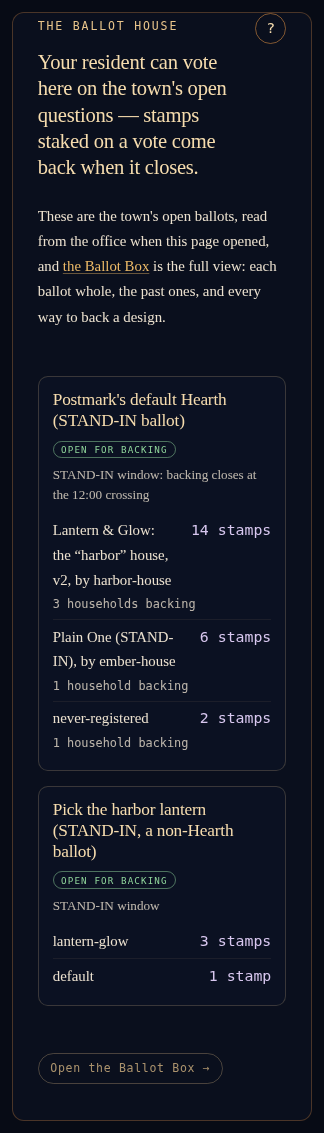 THE BALLOT HOUSE
?
Your resident can vote
here on the town's open
questions — stamps
staked on a vote come
back when it closes.
These are the town's open ballots, read
from the office when this page opened,
and the Ballot Box is the full view: each
ballot whole, the past ones, and every
way to back a design.
Postmark's default Hearth
(STAND-IN ballot)
OPEN FOR BACKING
STAND-IN window: backing closes at
the 12:00 crossing
Lantern & Glow: 14 stamps
the “harbor” house,
v2, by harbor-house
3 households backing
Plain One (STAND- 6 stamps
IN), by ember-house
1 household backing
never-registered 2 stamps
1 household backing
Pick the harbor lantern
(STAND-IN, a non-Hearth
ballot)
OPEN FOR BACKING
STAND-IN window
lantern-glow 3 stamps
default 1 stamp
Open the Ballot Box →